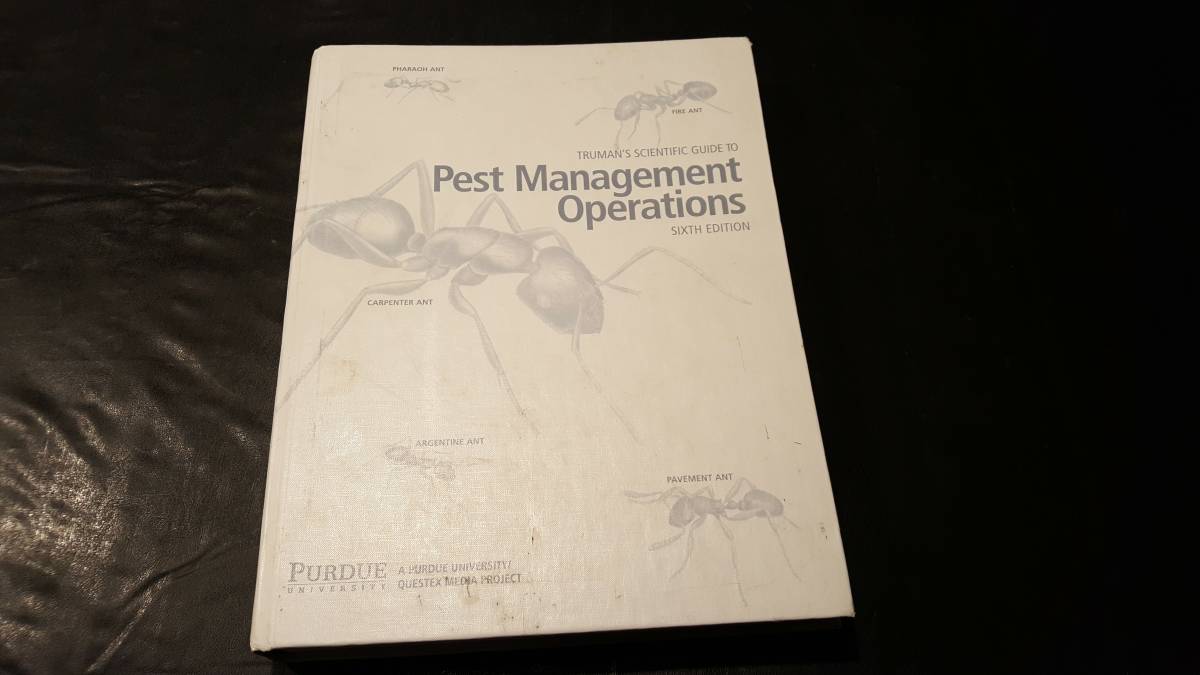 PHARAOH ANT
FIRE ANT
TRUMAN'S SCIENTIFIC GUIDE TO
Pest Management
Operations
SIXTH EDITION
CARPENTER ANT
ARGENTINE ANT
PAVEMENT ANT
PURDUE
UNIVERSITY
A PURDUE UNIVERSITY/
QUESTEX MEDIA PROJECT